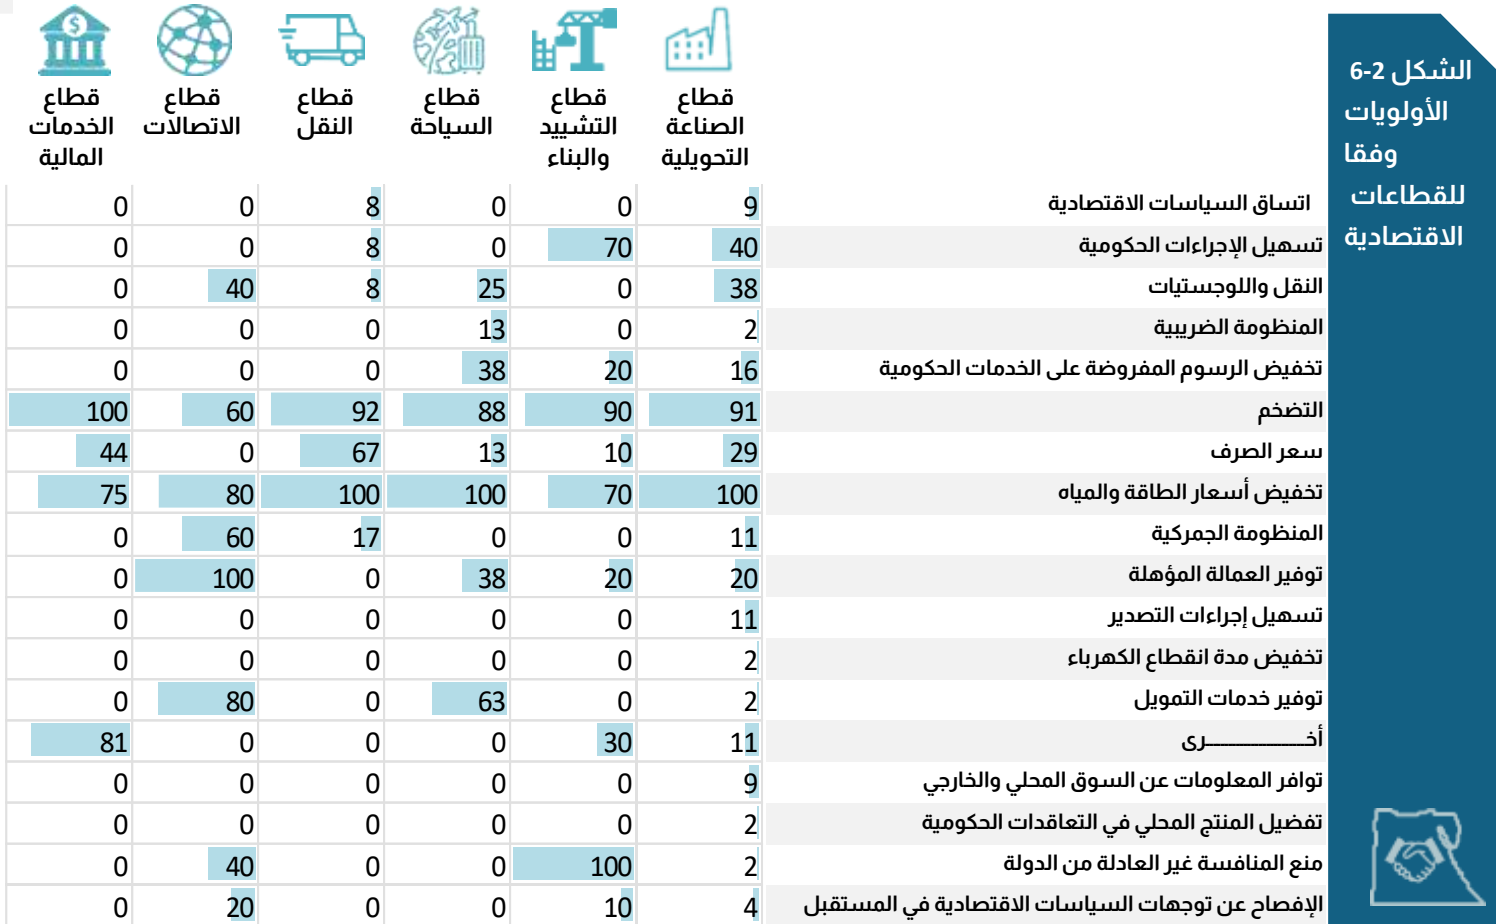 الشكل 2-6
الأولويات
وفقا
للقطاعات
الاقتصادية
قطاع الصناعة التحويلية
قطاع التشييد والبناء
قطاع السياحة
قطاع النقل
قطاع الاتصالات
قطاع الخدمات المالية
اتساق السياسات الاقتصادية 9 0 0 8 0 0
تسهيل الإجراءات الحكومية 40 70 0 8 0 0
النقل واللوجستيات 38 0 25 8 40 0
المنظومة الضريبية 2 0 13 0 0 0
تخفيض الرسوم المفروضة على الخدمات الحكومية 16 20 38 0 0 0
التضخم 91 90 88 92 60 100
سعر الصرف 29 10 13 67 0 44
تخفيض أسعار الطاقة والمياه 100 70 100 100 80 75
المنظومة الجمركية 11 0 0 17 60 0
توفير العمالة المؤهلة 20 20 38 0 100 0
تسهيل إجراءات التصدير 11 0 0 0 0 0
تخفيض مدة انقطاع الكهرباء 2 0 0 0 0 0
توفير خدمات التمويل 2 0 63 0 80 0
أخـــــــــــرى 11 30 0 0 0 81
توافر المعلومات عن السوق المحلي والخارجي 9 0 0 0 0 0
تفضيل المنتج المحلي في التعاقدات الحكومية 2 0 0 0 0 0
منع المنافسة غير العادلة من الدولة 2 100 0 0 40 0
الإفصاح عن توجهات السياسات الاقتصادية في المستقبل 4 10 0 0 20 0